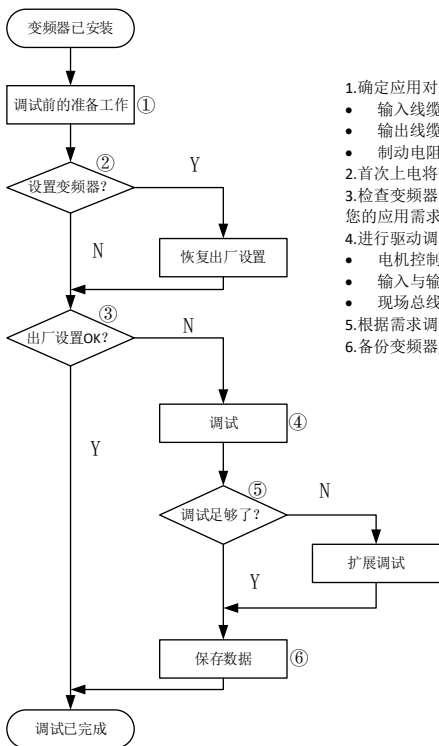 变频器已安装
调试前的准备工作
①
②
设置变频器？
Y
N
恢复出厂设置
③
出厂设置OK？
N
Y
调试
④
⑤
调试足够了？
N
Y
扩展调试
保存数据
⑥
调试已完成
1.确定应用对
• 输入线缆
• 输出线缆
• 制动电阻
2.首次上电将
3.检查变频器
您的应用需求
4.进行驱动调
• 电机控制
• 输入与输
• 现场总线
5.根据需求调
6.备份变频器